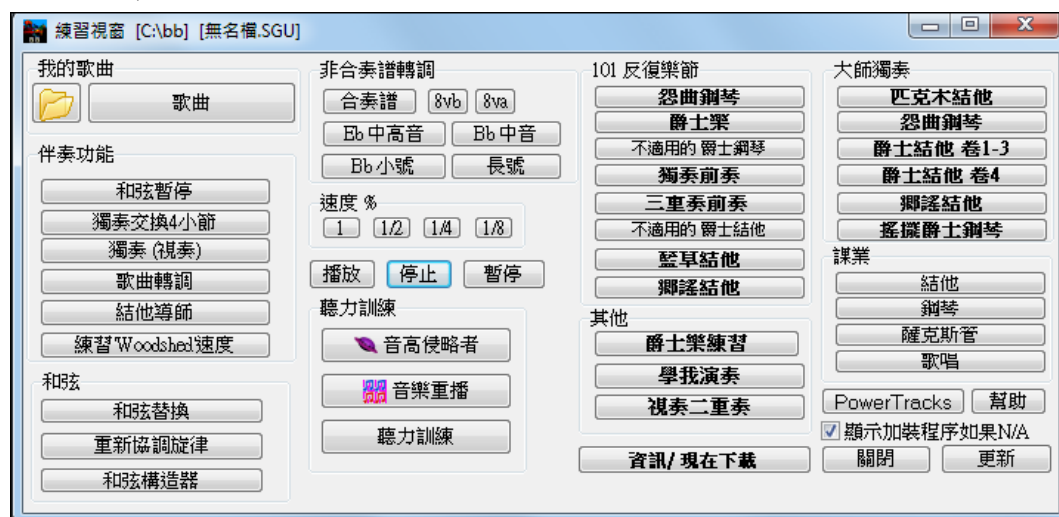 練習視窗 [C:\bb] [無名檔.SGU]
我的歌曲
歌曲
伴奏功能
和弦暫停
獨奏交換4小節
獨奏 (視奏)
歌曲轉調
結他導師
練習Woodshed速度
和弦
和弦替換
重新協調旋律
和弦構造器
非合奏譜轉調
合奏譜 8vb 8va
Eb 中高音 Bb 中音
Bb 小號 長號
速度 %
1 1/2 1/4 1/8
播放 停止 暫停
聽力訓練
音高侵略者
音樂重播
聽力訓練
101 反復樂節
怨曲鋼琴
爵士樂
不適用的 爵士鋼琴
獨奏前奏
三重奏前奏
不適用的 爵士結他
藍草結他
鄉謠結他
其他
爵士樂練習
學我演奏
視奏二重奏
資訊/ 現在下載
大師獨奏
匹克木結他
怨曲鋼琴
爵士結他 卷1-3
爵士結他 卷4
鄉謠結他
搖擺爵士鋼琴
謀業
結他
鋼琴
薩克斯管
歌唱
PowerTracks 幫助
顯示加裝程序如果N/A
關閉 更新